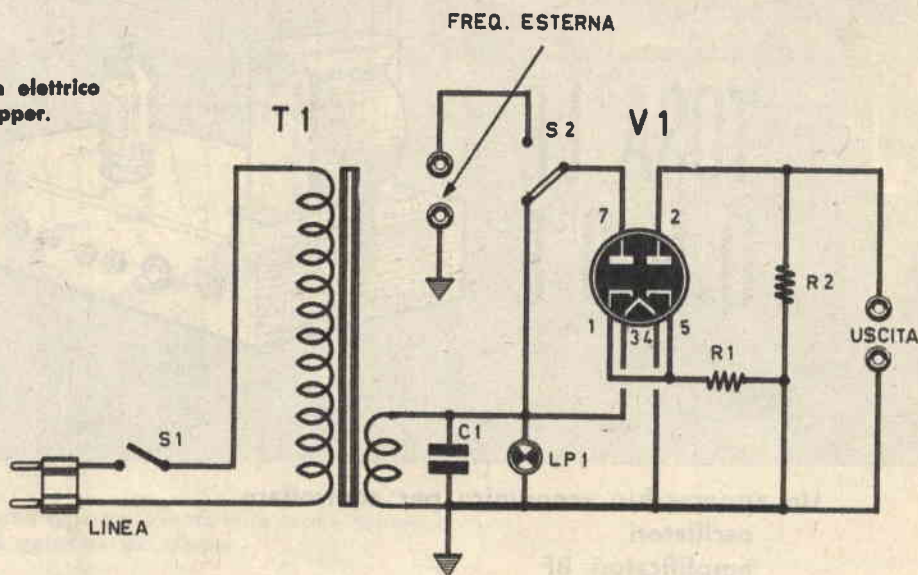 FREQ. ESTERNA
elettrico
pper.
T1
S2
V1
7 2
R2
1 34 5
R1
USCITA
S1
C1
LP1
LINEA